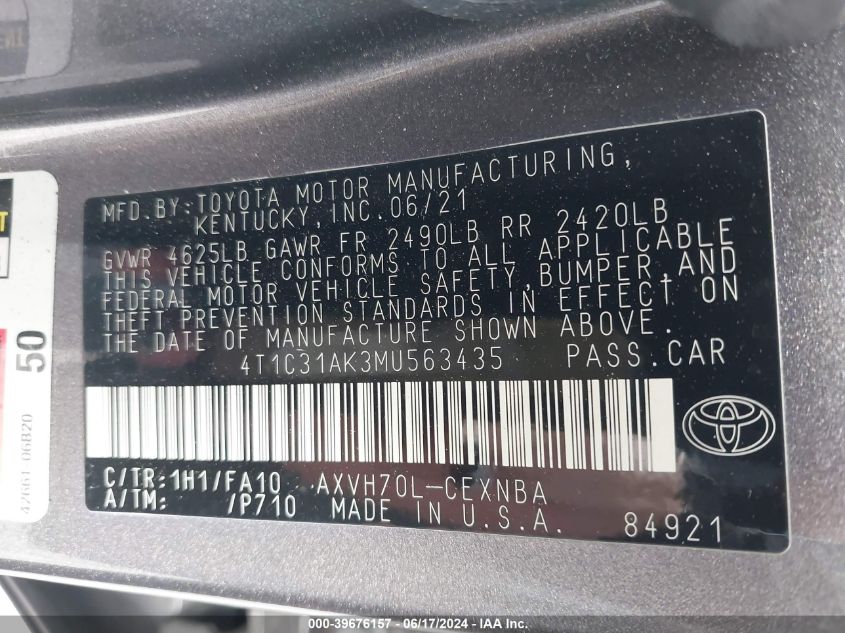 MFD.BY:TOYOTA MOTOR MANUFACTURING,
KENTUCKY,INC.06/21
GVWR 4625LB GAWR FR 2490LB RR 2420LB
THIS VEHICLE CONFORMS TO ALL APPLICABLE
FEDERAL MOTOR VEHICLE SAFETY,BUMPER,AND
THEFT PREVENTION STANDARDS IN EFFECT ON
THE DATE OF MANUFACTURE SHOWN ABOVE.
4T1C31AK3MU563435 PASS.CAR
C/TR:1H1/FA10 AXVH70L-CEXNBA
A/TM: /P710 MADE IN U.S.A. 84921
50
42661-06B20
000-39676157 - 06/17/2024 - IAA Inc.